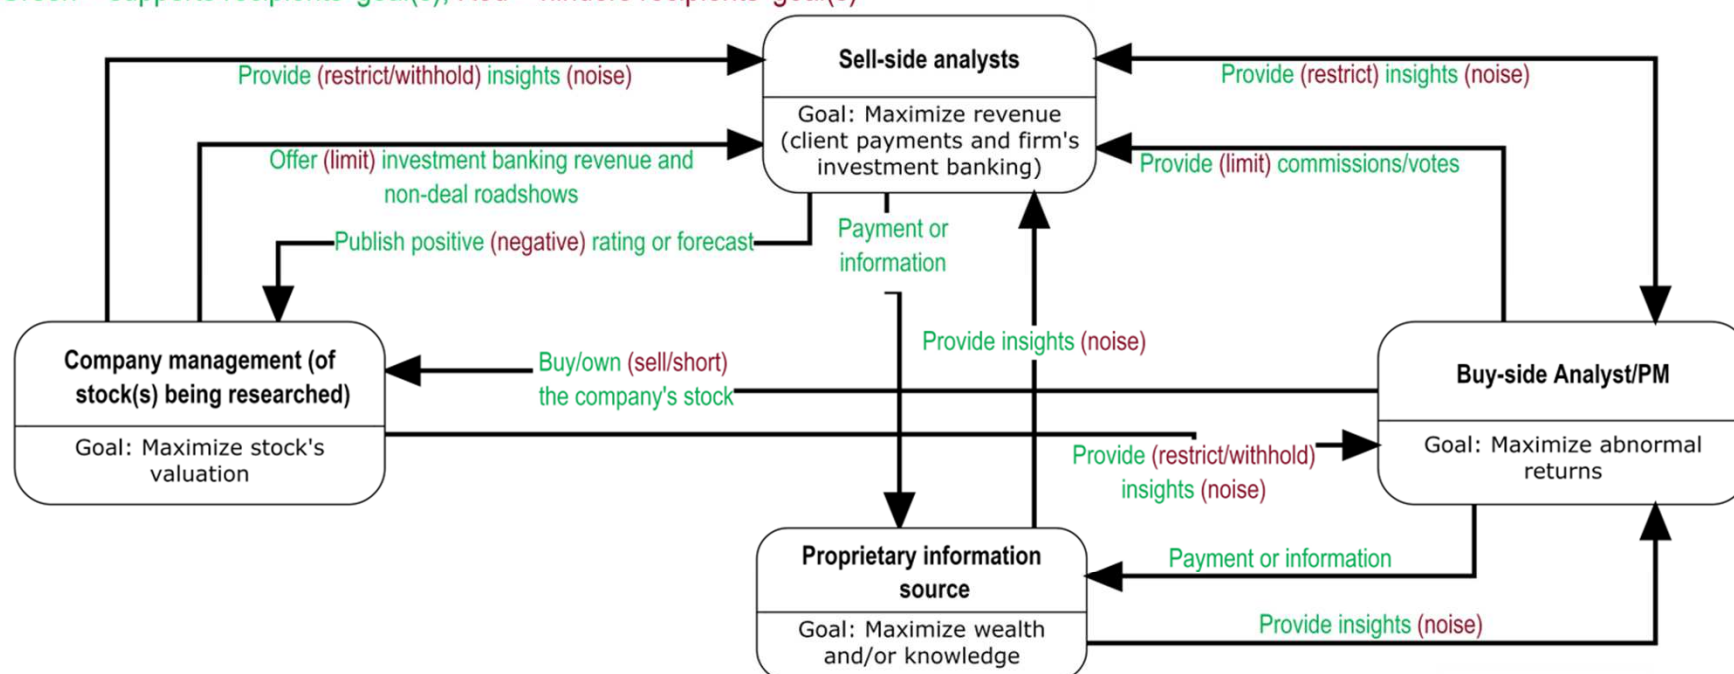 Sell-side analysts
Goal: Maximize revenue
(client payments and firm's
investment banking)
Provide (restrict/withhold) insights (noise)
Provide (restrict) insights (noise)
Offer (limit) investment banking revenue and
non-deal roadshows
Provide (limit) commissions/votes
Publish positive (negative) rating or forecast
Payment or
information
Provide insights (noise)
Company management (of
stock(s) being researched)
Goal: Maximize stock's
valuation
Buy/own (sell/short)
the company's stock
Buy-side Analyst/PM
Goal: Maximize abnormal
returns
Provide (restrict/withhold)
insights (noise)
Proprietary information
source
Goal: Maximize wealth
and/or knowledge
Payment or information
Provide insights (noise)